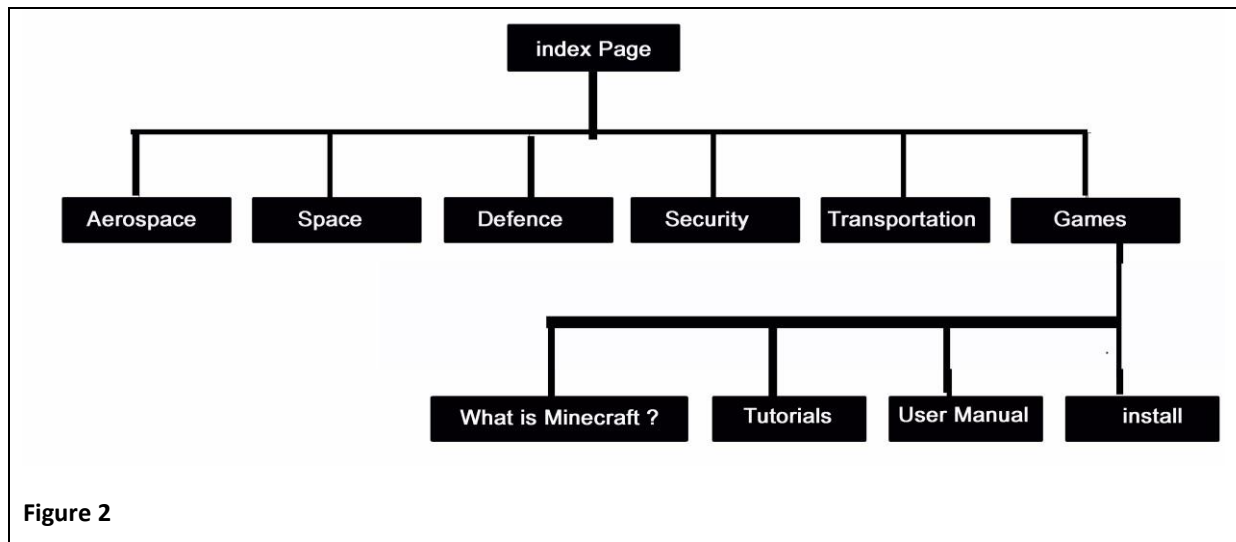 index Page
Aerospace Space Defence Security Transportation Games
What is Minecraft ? Tutorials User Manual install
Figure 2